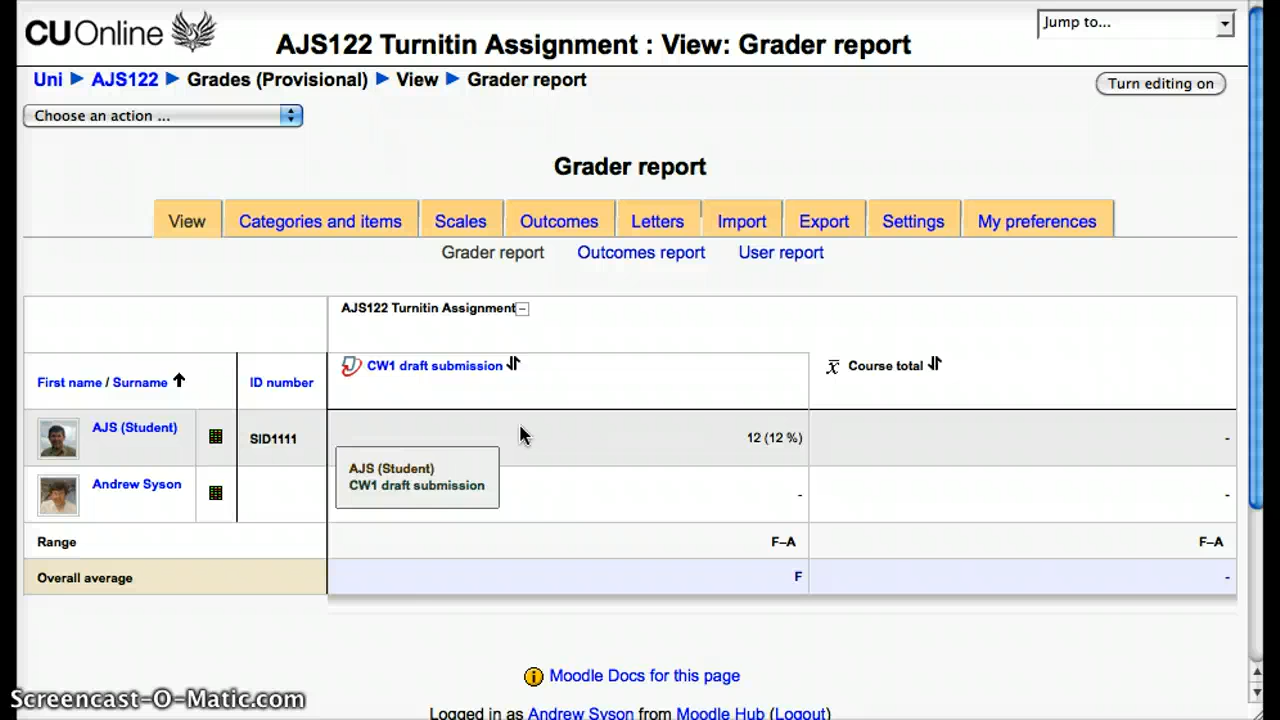 CUOnline
AJS122 Turnitin Assignment : View: Grader report
Jump to...
Uni ► AJS122 ► Grades (Provisional) ► View ► Grader report
Turn editing on
Choose an action ...
Grader report
View Categories and items Scales Outcomes Letters Import Export Settings My preferences
Grader report Outcomes report User report
AJS122 Turnitin Assignment
CW1 draft submission
Course total
First name / Surname ID number
AJS (Student) SID1111 12 (12 %) -
AJS (Student)
CW1 draft submission
Andrew Syson - -
Range F–A F–A
Overall average F -
Moodle Docs for this page
Screencast-O-Matic.com
Logged in as Andrew Syson from Moodle Hub (Logout)